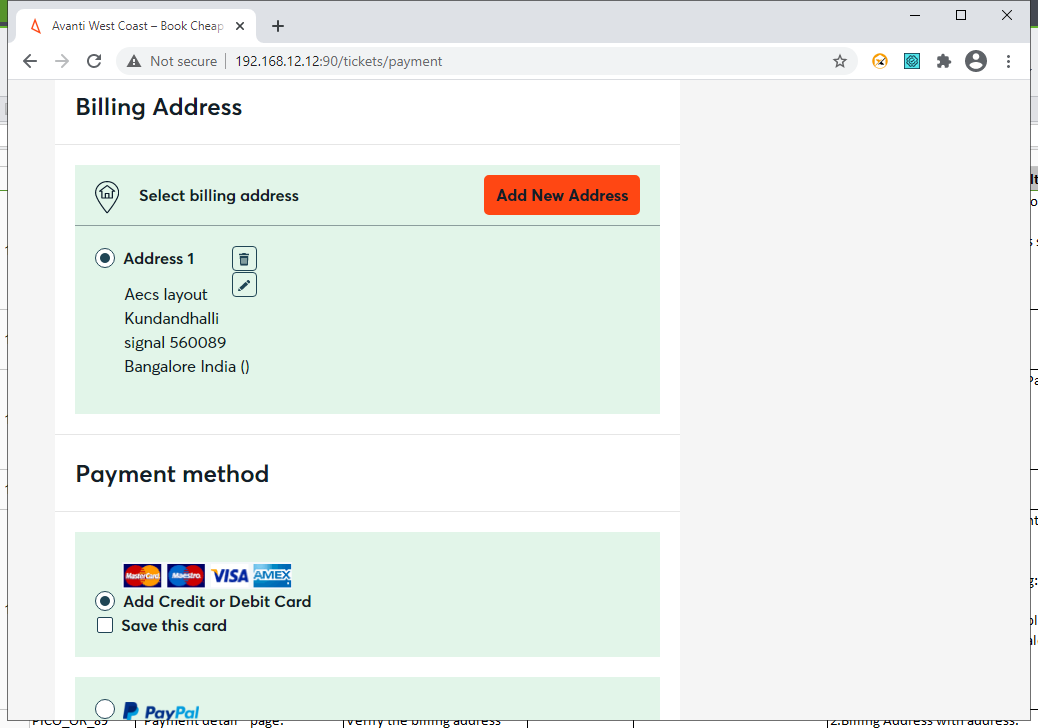 Avanti West Coast – Book Cheap
Not secure | 192.168.12.12:90/tickets/payment
Billing Address
Select billing address
Add New Address
Address 1
Aecs layout
Kundandhalli
signal 560089
Bangalore India ()
Payment method
MasterCard Maestro VISA AMEX
Add Credit or Debit Card
Save this card
PayPal
PICO_OR_89 Payment detail page. Verify the billing address 2.Billing Address with address.